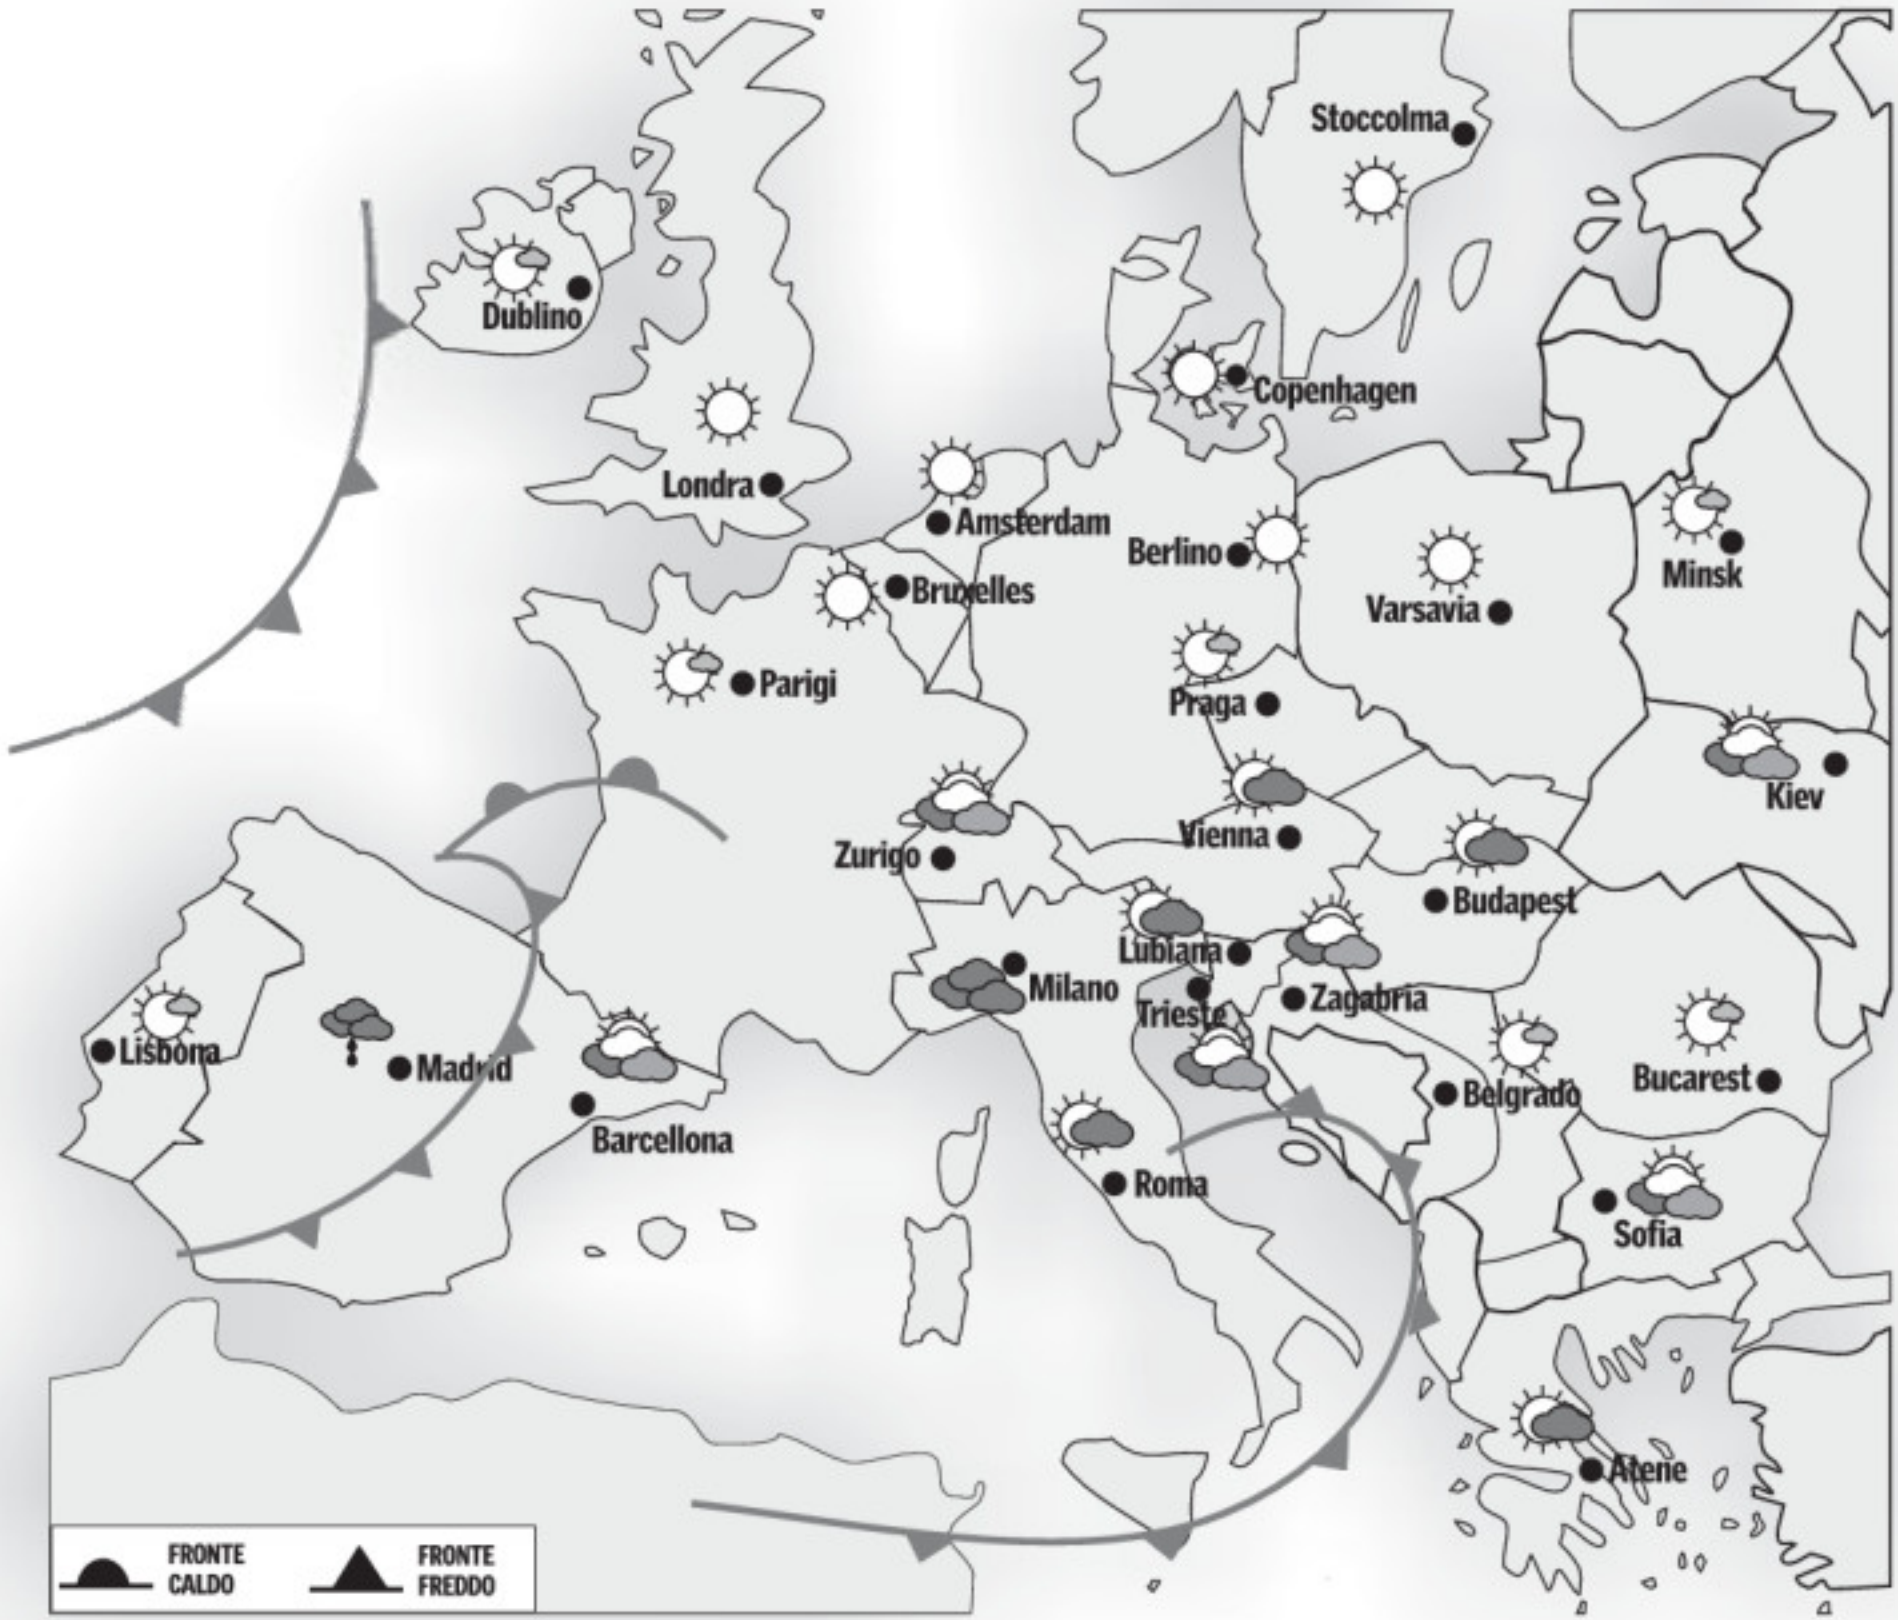 Stoccolma
Dublino
Copenhagen
Londra
Amsterdam
Berlino
Bruxelles
Minsk
Varsavia
Parigi
Praga
Kiev
Vienna
Zurigo
Budapest
Lubiana
Milano
Zagabria
Trieste
Lisbona
Madrid
Belgrado
Bucarest
Barcellona
Roma
Sofia
Atene
FRONTE
CALDO
FRONTE
FREDDO